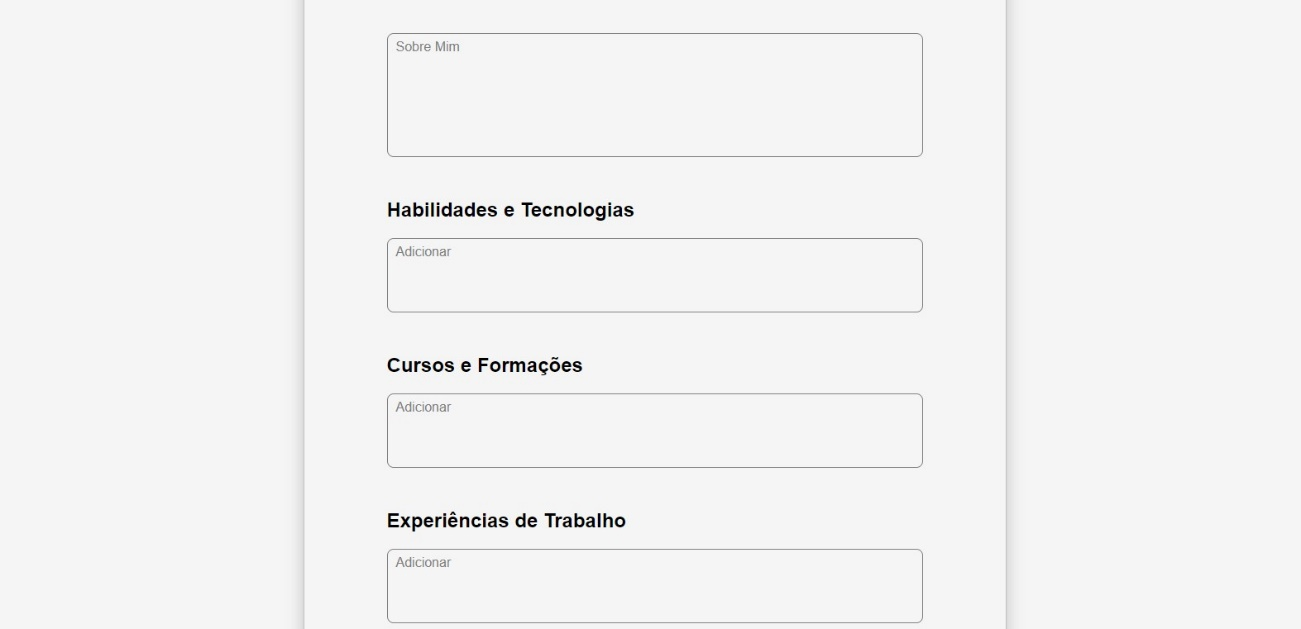 Sobre Mim
Habilidades e Tecnologias
Adicionar
Cursos e Formações
Adicionar
Experiências de Trabalho
Adicionar